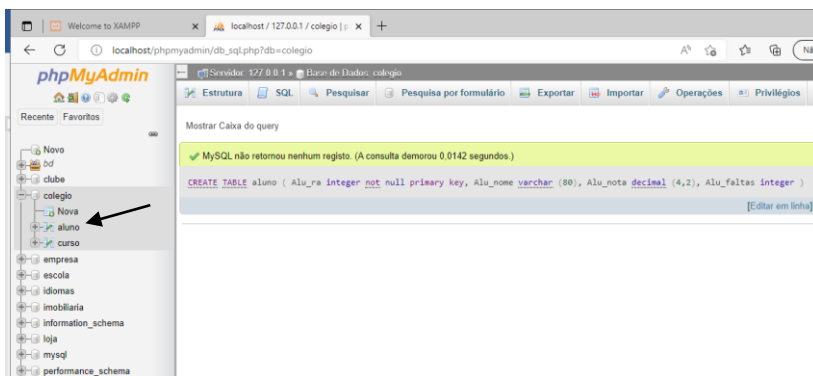 Welcome to XAMPP
localhost / 127.0.0.1 / colegio | p
localhost/phpmyadmin/db_sql.php?db=colegio
phpMyAdmin
Recente Favoritos
Novo
bd
clube
colegio
Nova
aluno
curso
empresa
escola
idiomas
imobiliaria
information_schema
loja
mysql
performance_schema
Servidor: 127.0.0.1 » Base de Dados: colegio
Estrutura SQL Pesquisar Pesquisa por formulário Exportar Importar Operações Privilégios
Mostrar Caixa do query
MySQL não retornou nenhum registo. (A consulta demorou 0,0142 segundos.)
CREATE TABLE aluno ( Alu_ra integer not null primary key, Alu_nome varchar (80), Alu_nota decimal (4,2), Alu_faltas integer )
[Editar em linha]